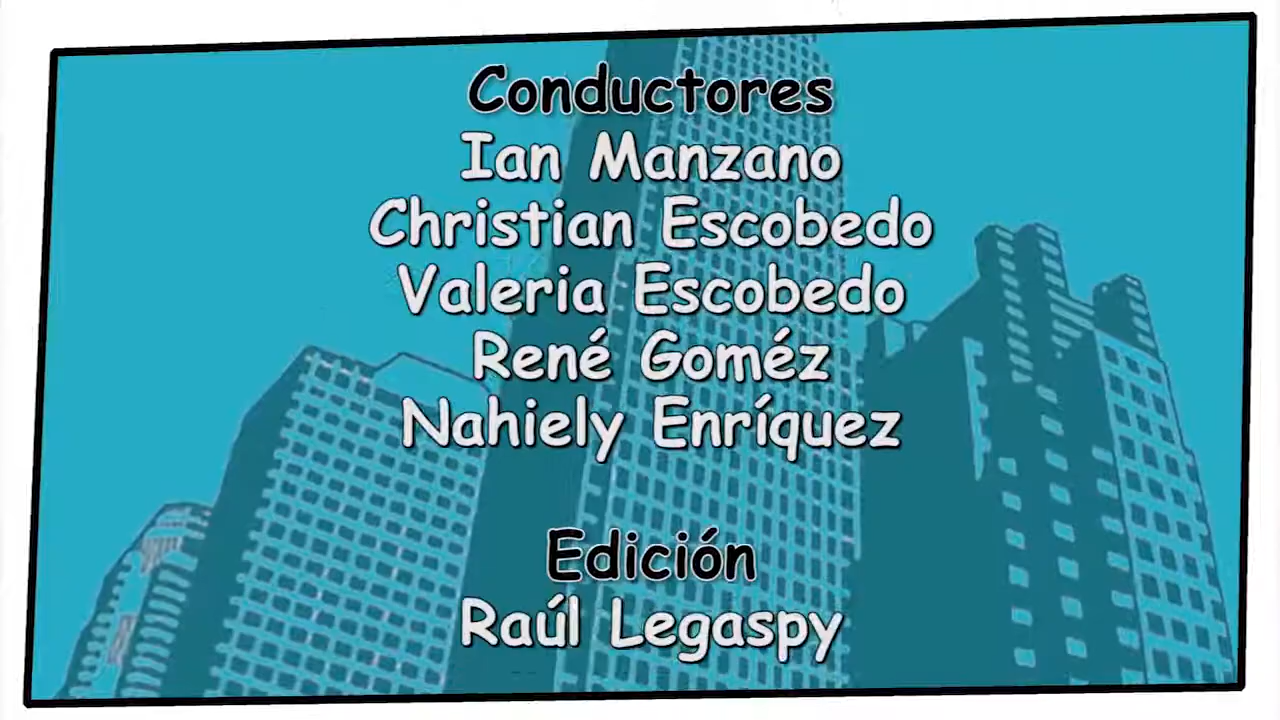 Conductores
Ian Manzano
Christian Escobedo
Valeria Escobedo
René Goméz
Nahiely Enríquez
Edición
Raúl Legaspy